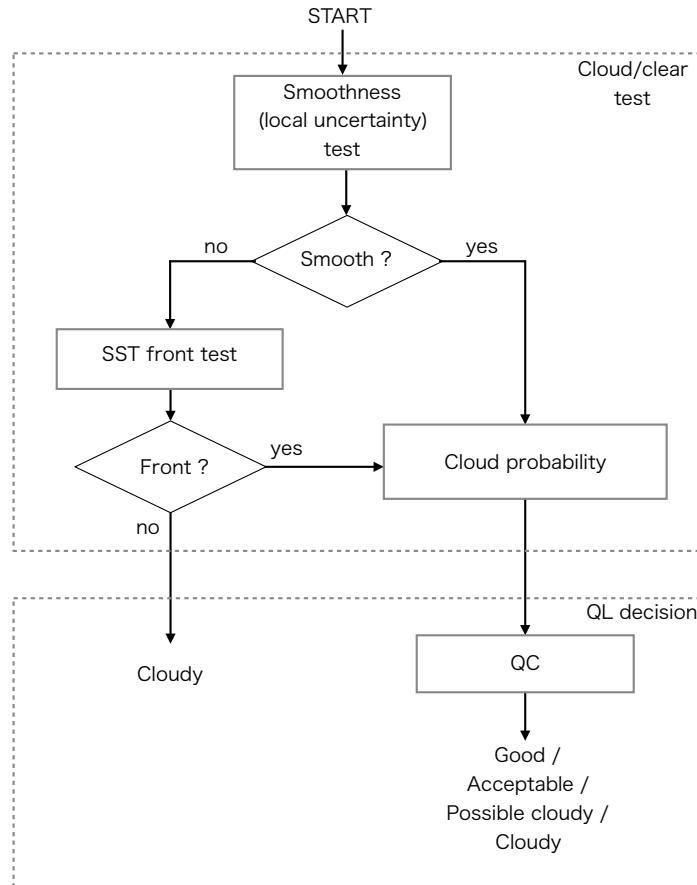 START
Cloud/clear
test
Smoothness
(local uncertainty)
test
no
Smooth ?
yes
SST front test
Front ?
yes
Cloud probability
no
QL decision
Cloudy
QC
Good /
Acceptable /
Possible cloudy /
Cloudy